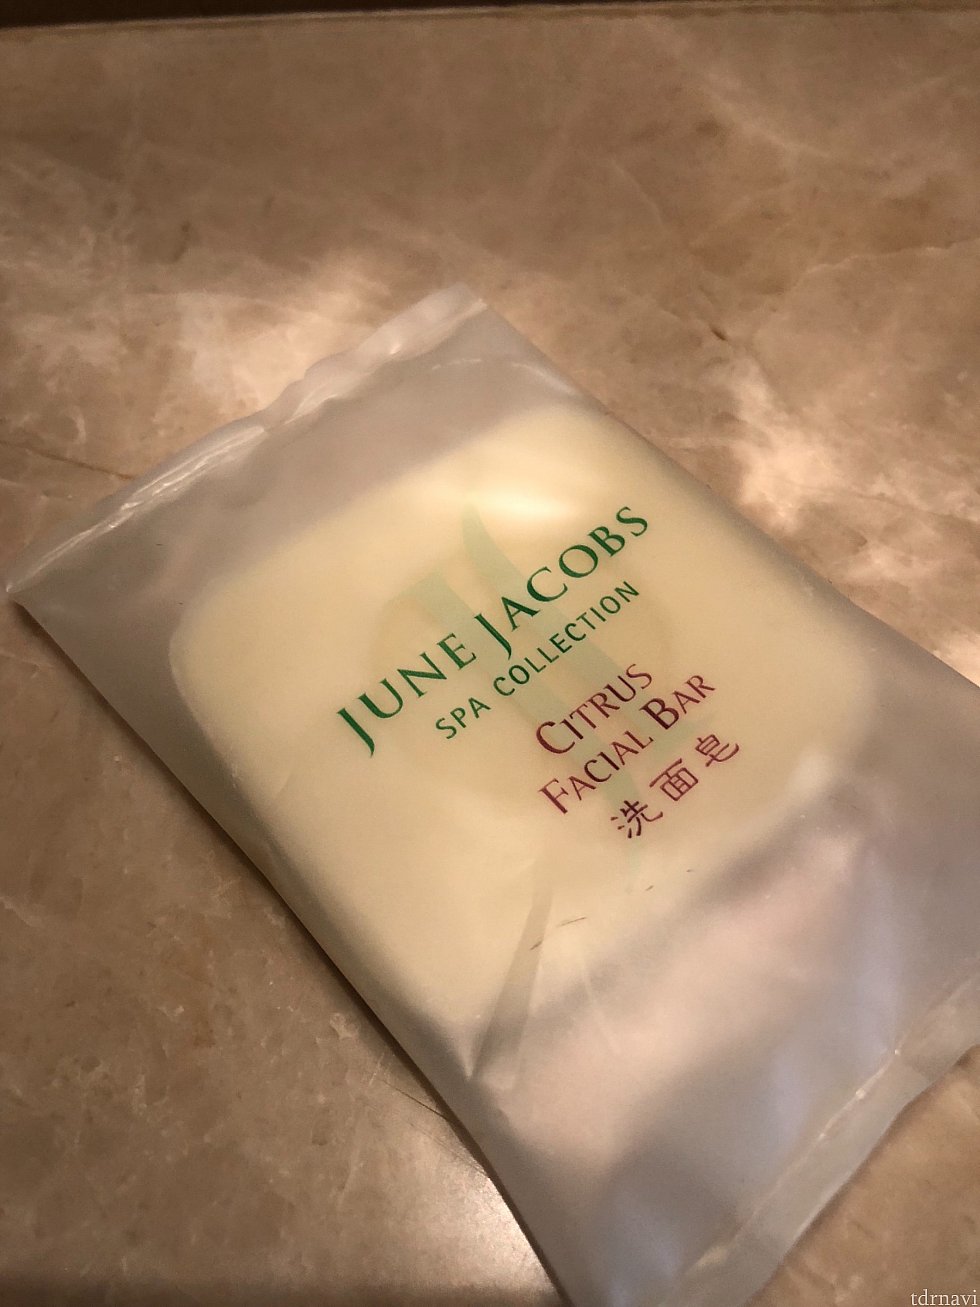 JUNE JACOBS
SPA COLLECTION
CITRUS
FACIAL BAR
洗面皂
tdrnavi